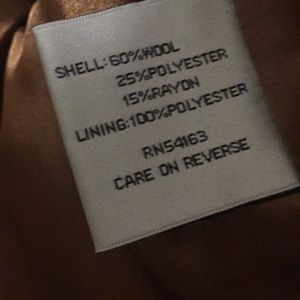 SHELL: 60%WOOL
25%POLYESTER
15%RAYON
LINING:100%POLYESTER
RN54163
CARE ON REVERSE